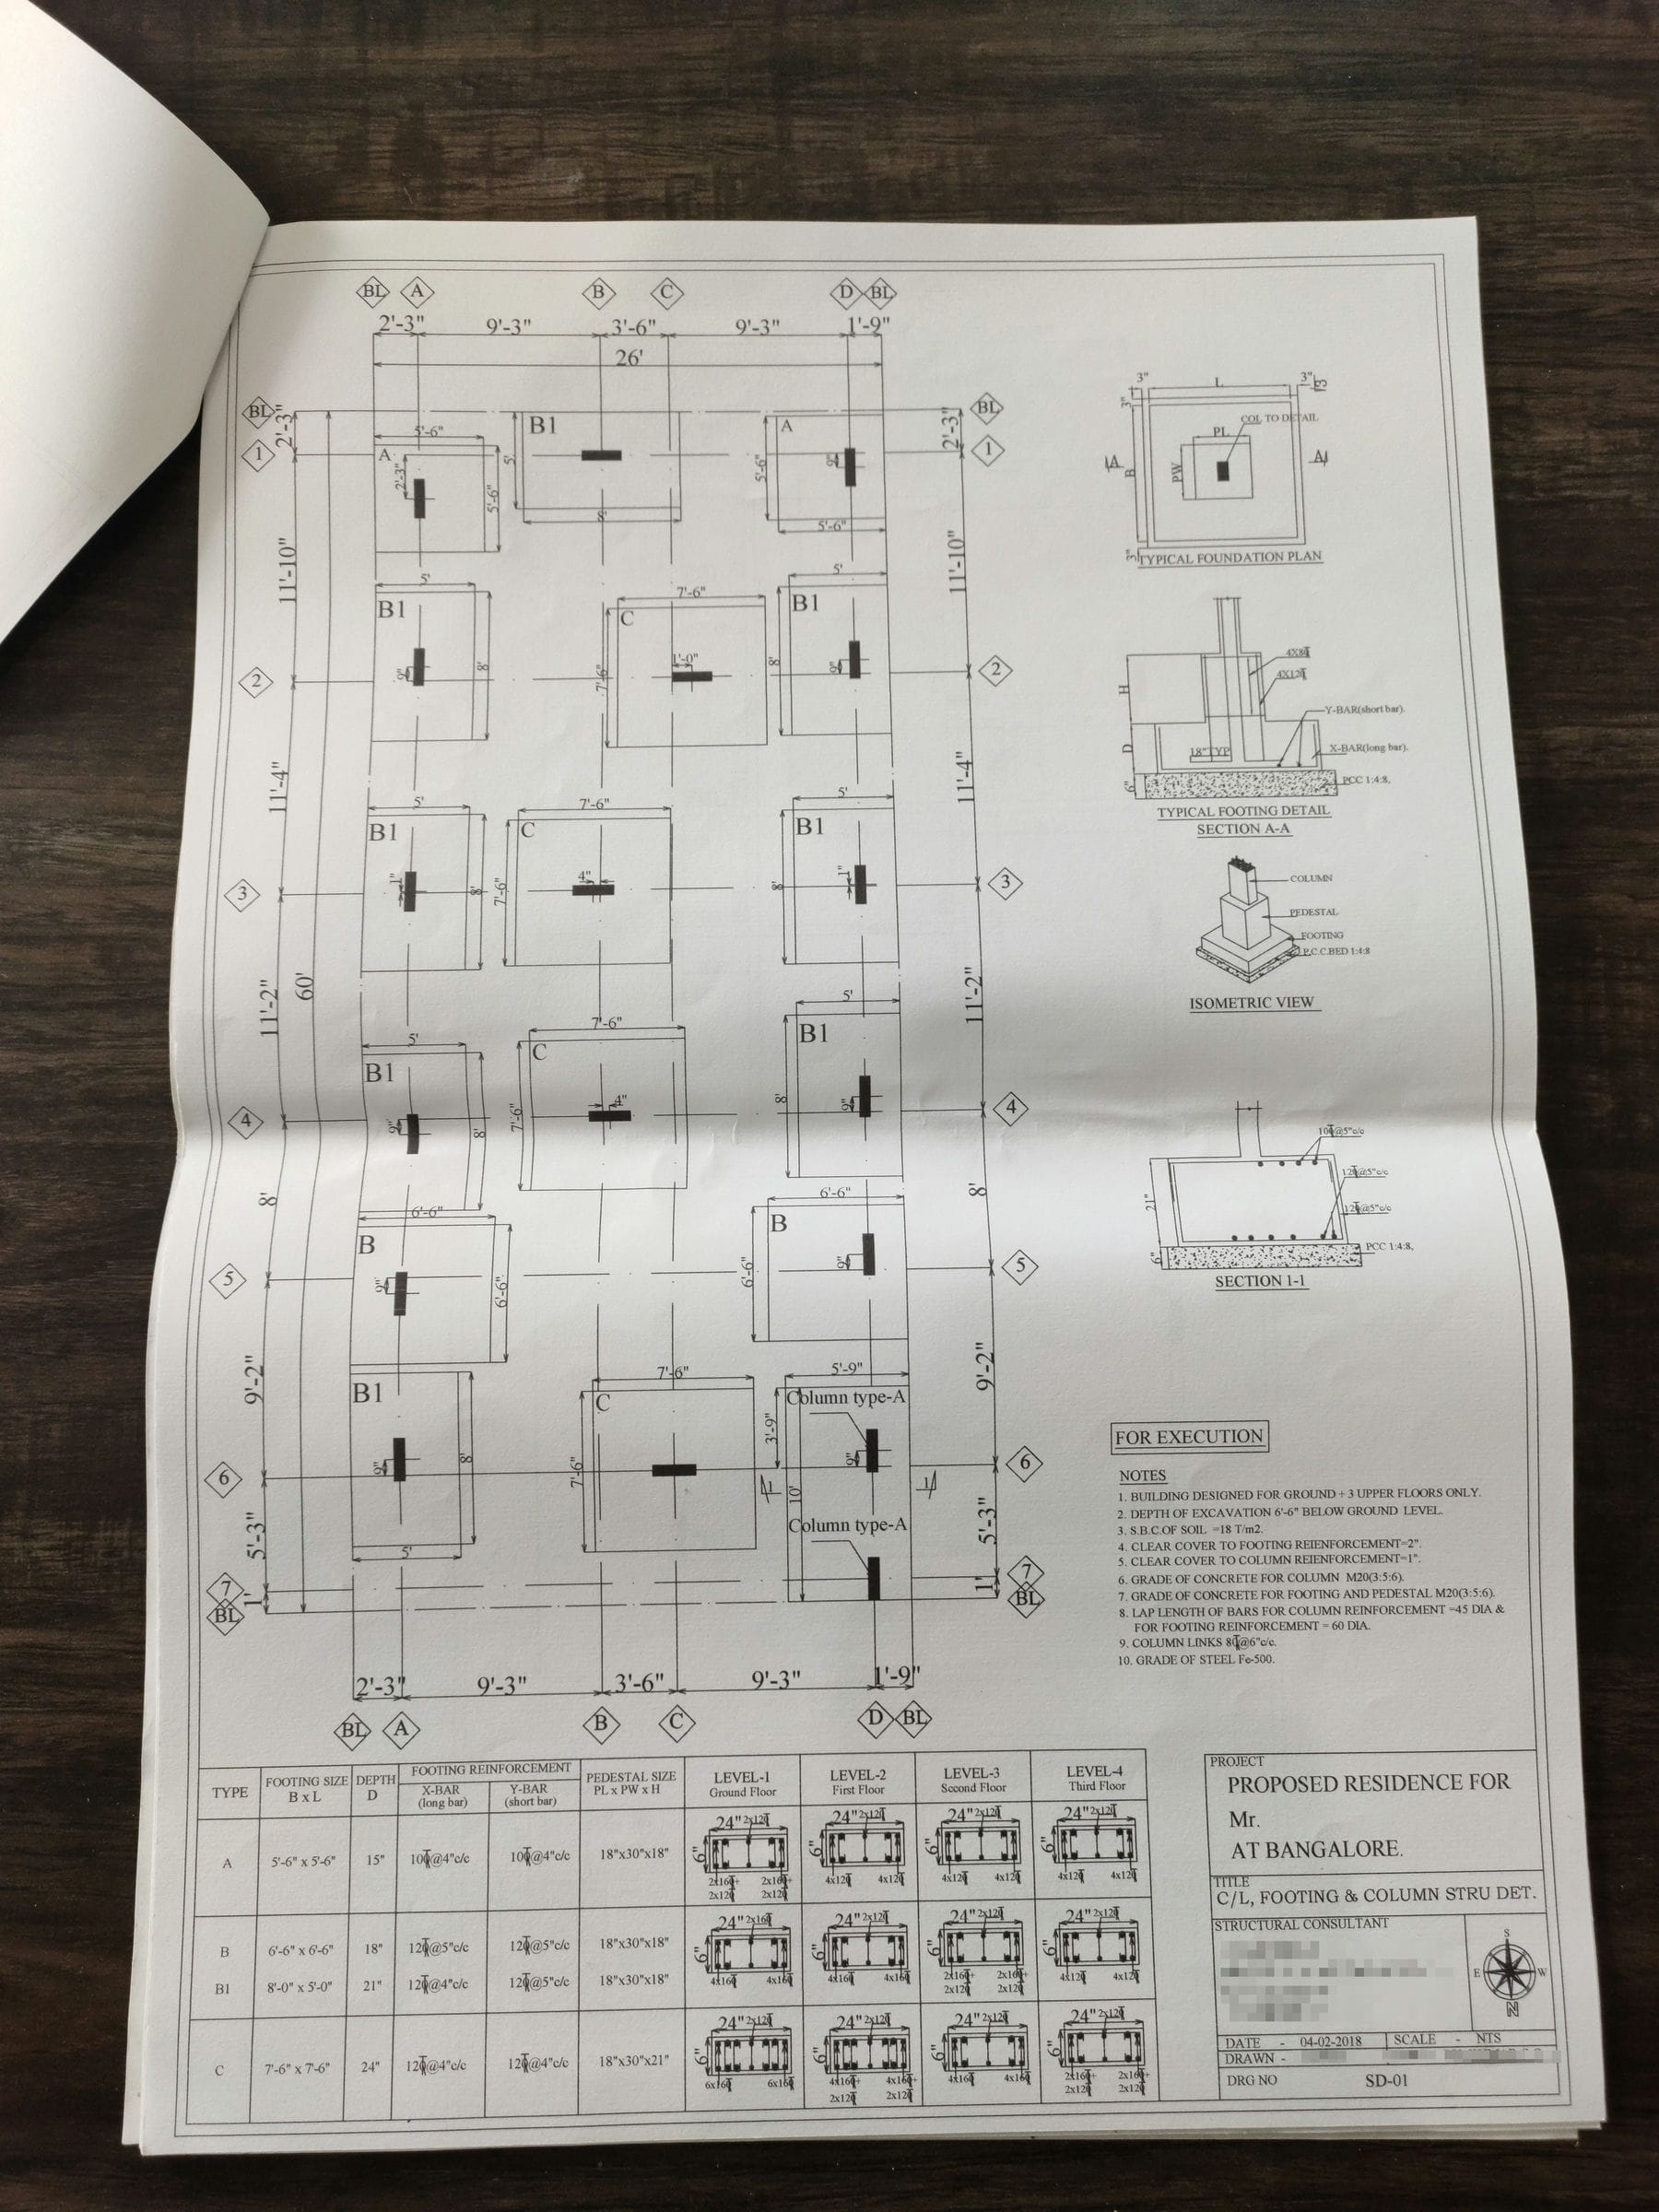 BL A B C D BL
2'-3" 9'-3" 3'-6" 9'-3" 1'-9"
26'
BL BL
2'-3" 2'-3"
1 1
5'-6" B1 A
A 5' 5'-6" 9"
2'-3" 5'-6"
8' 5'-6"
11'-10" 11'-10"
5' 7'-6" 5'
B1 C B1
9" 8' 7'-6" 1'-0" 8' 9"
2 2
11'-4" 11'-4"
5' 7'-6" 5'
B1 C B1
1" 8' 7'-6" 4" 8' 1"
3 3
11'-2" 60' 11'-2"
5' 7'-6" 5'
B1 C B1
9" 8' 7'-6" 4" 8' 9"
4 4
8' 8'
6'-6" 6'-6"
B B
9" 6'-6" 6'-6" 9"
5 5
9'-2" 9'-2"
7'-6" 5'-9"
B1 C Column type-A
9" 8' 7'-6" 3'-9" 9"
6 6
1 1
10'
5'-3" 5'-3"
Column type-A
5'
7 7
1' 1'
BL BL
2'-3" 9'-3" 3'-6" 9'-3" 1'-9"
BL A B C D BL
3" L 3" 3"
3"
COL TO DETAIL
PL
A B PW A
3"
TYPICAL FOUNDATION PLAN
4X8
4X12
H
Y-BAR(short bar).
D 18"TYP X-BAR(long bar).
6" PCC 1:4:8,
TYPICAL FOOTING DETAIL
SECTION A-A
COLUMN
PEDESTAL
FOOTING
P.C.C.BED 1:4:8
ISOMETRIC VIEW
10@5"c/c
12@5"c/c
21"
12@5"c/c
6" PCC 1:4:8,
SECTION 1-1
FOR EXECUTION
NOTES
1. BUILDING DESIGNED FOR GROUND + 3 UPPER FLOORS ONLY.
2. DEPTH OF EXCAVATION 6'-6" BELOW GROUND LEVEL.
3. S.B.C.OF SOIL =18 T/m2.
4. CLEAR COVER TO FOOTING REIENFORCEMENT=2".
5. CLEAR COVER TO COLUMN REIENFORCEMENT=1".
6. GRADE OF CONCRETE FOR COLUMN M20(3:5:6).
7. GRADE OF CONCRETE FOR FOOTING AND PEDESTAL M20(3:5:6).
8. LAP LENGTH OF BARS FOR COLUMN REINFORCEMENT =45 DIA &
FOR FOOTING REINFORCEMENT = 60 DIA.
9. COLUMN LINKS 8@6"c/c.
10. GRADE OF STEEL Fe-500.
TYPE FOOTING SIZE B x L DEPTH D FOOTING REINFORCEMENT X-BAR (long bar) Y-BAR (short bar) PEDESTAL SIZE PL x PW x H LEVEL-1 Ground Floor LEVEL-2 First Floor LEVEL-3 Second Floor LEVEL-4 Third Floor
24" 2x12 24" 2x12 24" 2x12 24" 2x12
A 5'-6" x 5'-6" 15" 10@4"c/c 10@4"c/c 18"x30"x18" 6" 6" 6" 6"
2x16+ 2x16+ 4x12 4x12 4x12 4x12 4x12 4x12
2x12 2x12
24" 2x16 24" 2x12 24" 2x12 24" 2x12
B 6'-6" x 6'-6" 18" 12@5"c/c 12@5"c/c 18"x30"x18" 6" 6" 6" 6"
4x16 4x16 4x16 4x16 2x16+ 2x16+ 4x12 4x12
B1 8'-0" x 5'-0" 21" 12@4"c/c 12@5"c/c 18"x30"x18" 2x12 2x12
24" 2x12 24" 2x12 24" 2x12 24" 2x12
C 7'-6" x 7'-6" 24" 12@4"c/c 12@4"c/c 18"x30"x21" 6" 6" 6" 6"
6x16 6x16 4x16+ 4x16+ 4x16 4x16 2x16+ 2x16+
2x12 2x12 2x12 2x12
PROJECT
PROPOSED RESIDENCE FOR
Mr.
AT BANGALORE.
TITLE
C/L, FOOTING & COLUMN STRU DET.
STRUCTURAL CONSULTANT
S
E W
N
DATE - 04-02-2018 SCALE - NTS
DRAWN -
DRG NO SD-01